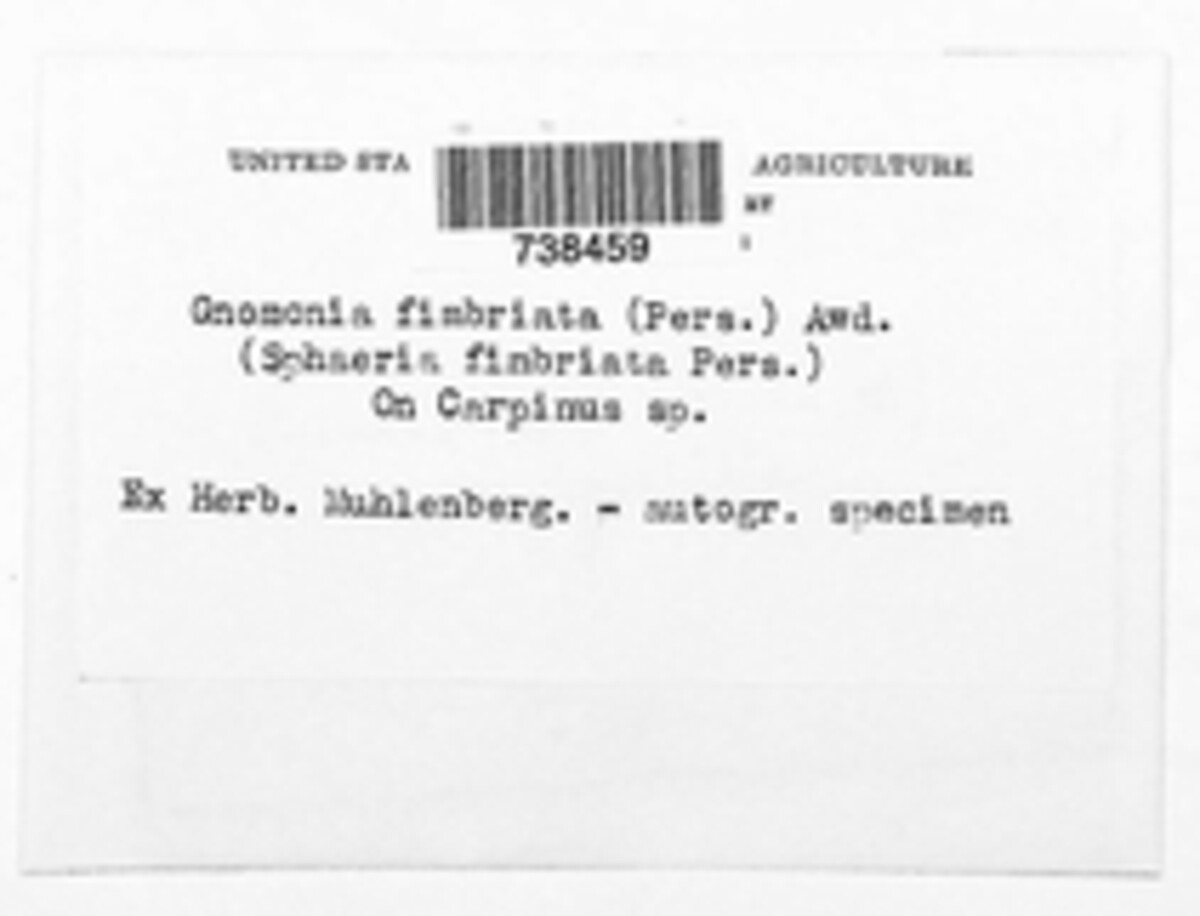 UNITED STA AGRICULTURE
738459
Gnomonia fimbriata (Pers.) Awd.
(Sphaeria fimbriata Pers.)
On Carpinus sp.
Ex Herb. Muhlenberg. - autogr. specimen